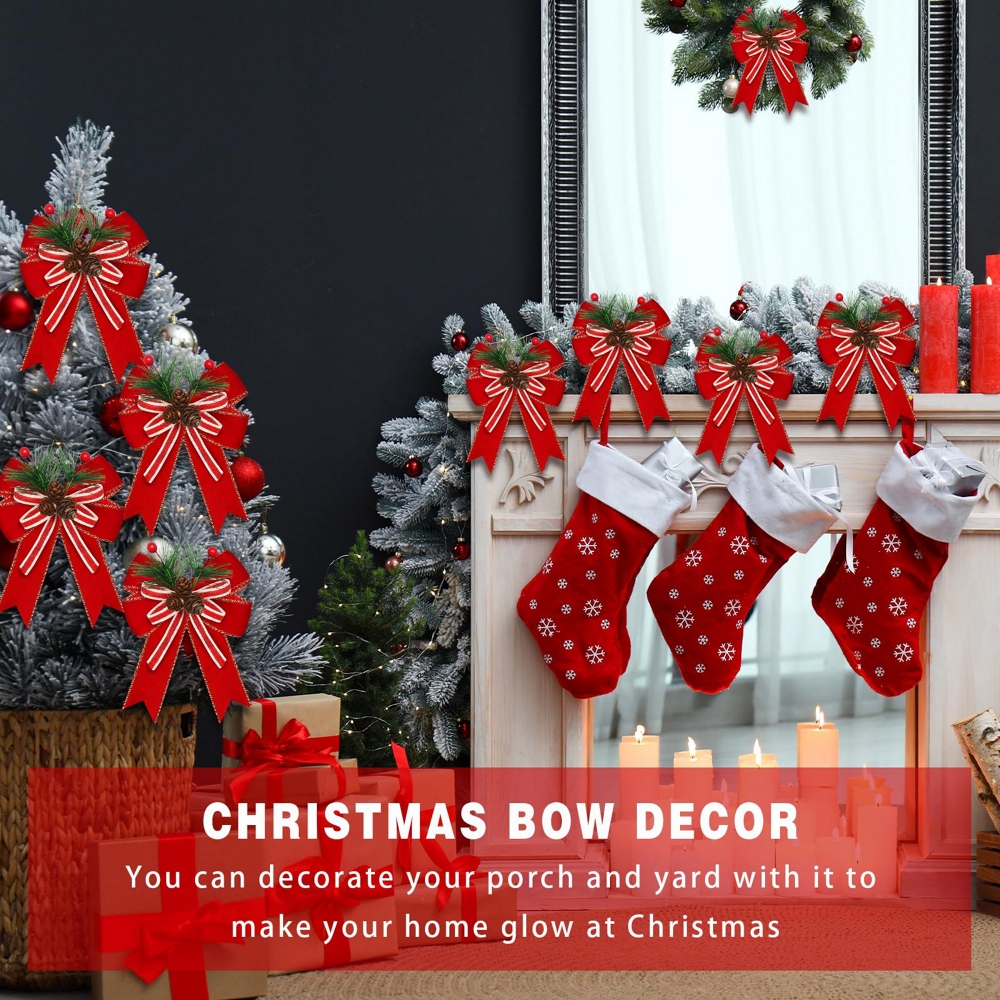 CHRISTMAS BOW DECOR
You can decorate your porch and yard with it to
make your home glow at Christmas